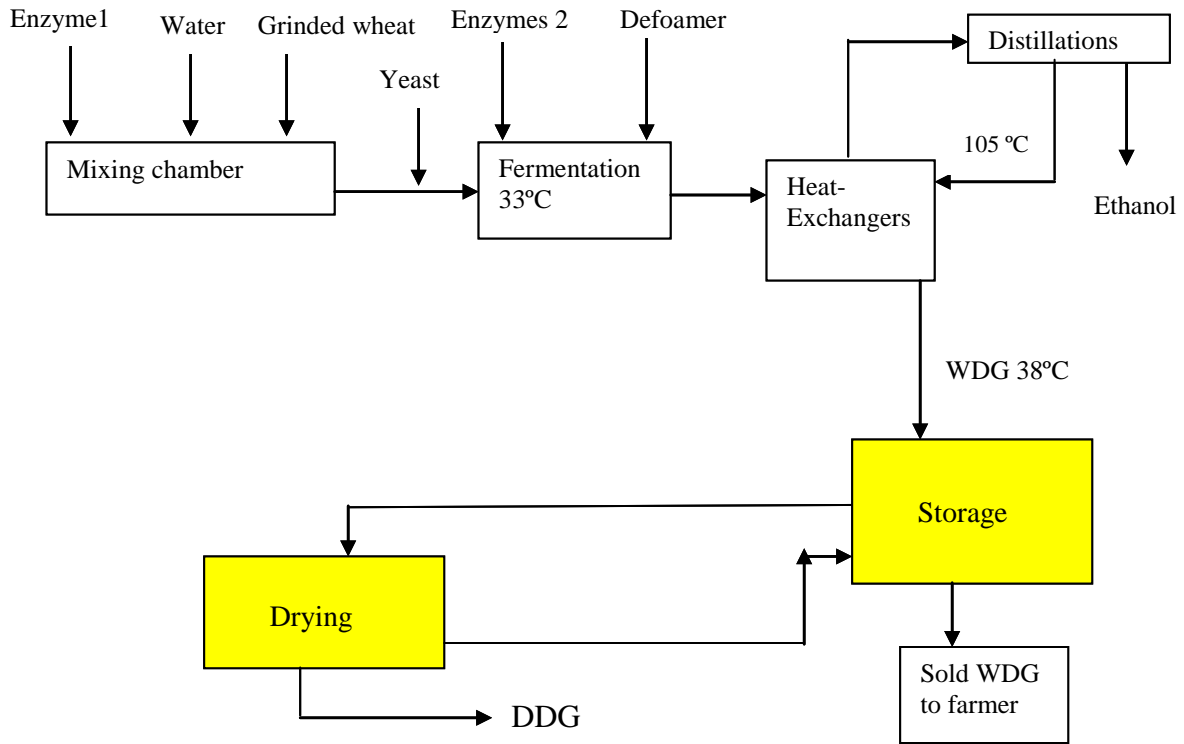 Enzyme1
Water
Grinded wheat
Enzymes 2
Defoamer
Distillations
Yeast
Mixing chamber
Fermentation
33ºC
105 ºC
Heat-
Exchangers
Ethanol
WDG 38ºC
Storage
Drying
Sold WDG
to farmer
DDG